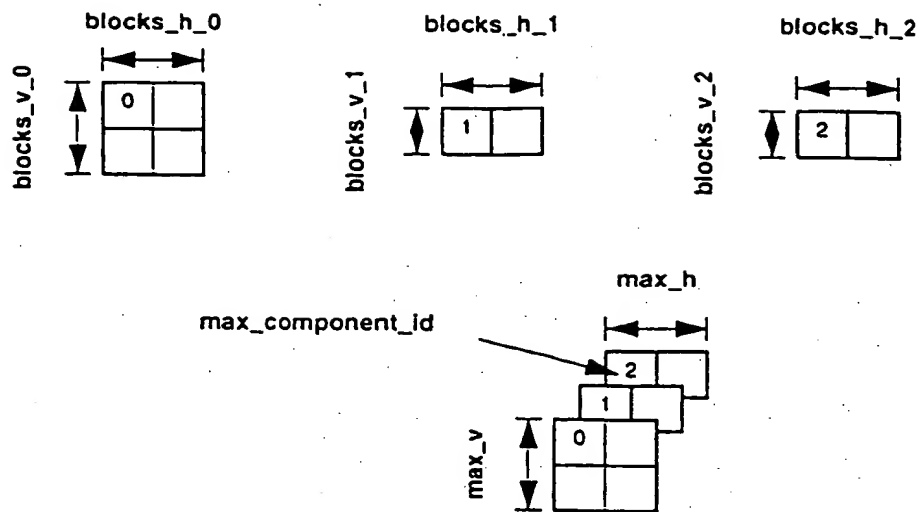 blocks_h_0
blocks_h_1
blocks_h_2
blocks_v_0
0
blocks_v_1
1
blocks_v_2
2
max_h
max_component_id
2
1
max_v
0